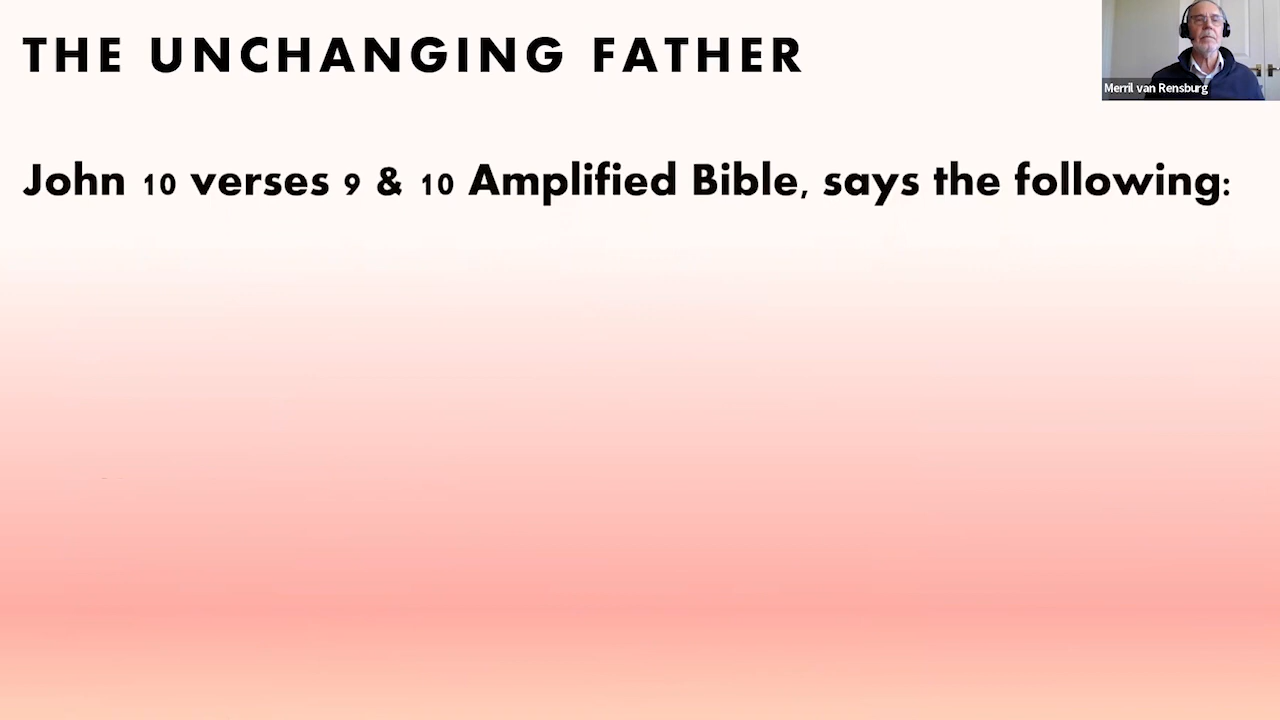 THE UNCHANGING FATHER
Merril van Rensburg
John 10 verses 9 & 10 Amplified Bible, says the following: